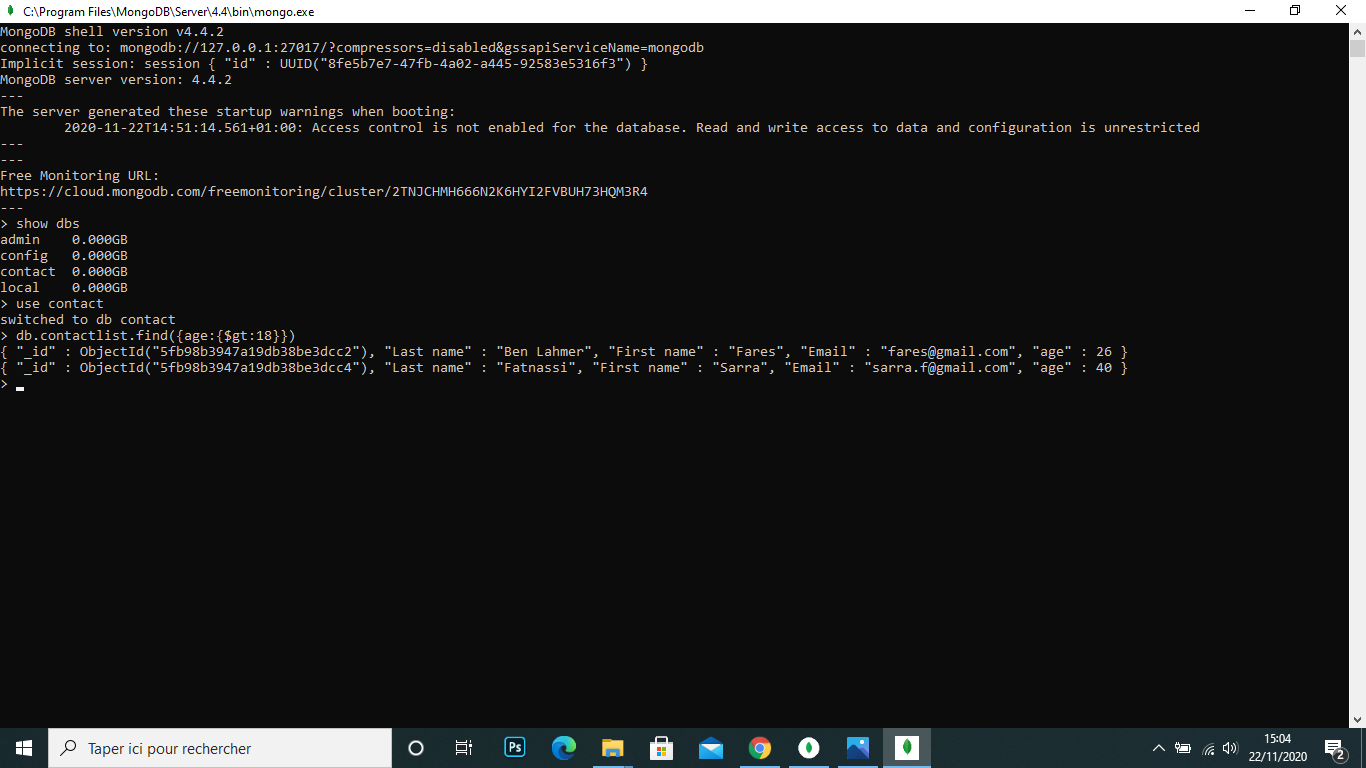 C:\Program Files\MongoDB\Server\4.4\bin\mongo.exe
MongoDB shell version v4.4.2
connecting to: mongodb://127.0.0.1:27017/?compressors=disabled&gssapiServiceName=mongodb
Implicit session: session { "id" : UUID("8fe5b7e7-47fb-4a02-a445-92583e5316f3") }
MongoDB server version: 4.4.2
---
The server generated these startup warnings when booting:
        2020-11-22T14:51:14.561+01:00: Access control is not enabled for the database. Read and write access to data and configuration is unrestricted
---
---
Free Monitoring URL:
https://cloud.mongodb.com/freemonitoring/cluster/2TNJCHMH666N2K6HYI2FVBUH73HQM3R4
---
> show dbs
admin    0.000GB
config   0.000GB
contact  0.000GB
local    0.000GB
> use contact
switched to db contact
> db.contactlist.find({age:{$gt:18}})
{ "_id" : ObjectId("5fb98b3947a19db38be3dcc2"), "Last name" : "Ben Lahmer", "First name" : "Fares", "Email" : "fares@gmail.com", "age" : 26 }
{ "_id" : ObjectId("5fb98b3947a19db38be3dcc4"), "Last name" : "Fatnassi", "First name" : "Sarra", "Email" : "sarra.f@gmail.com", "age" : 40 }
>
Taper ici pour rechercher
Ps
15:04
22/11/2020
2